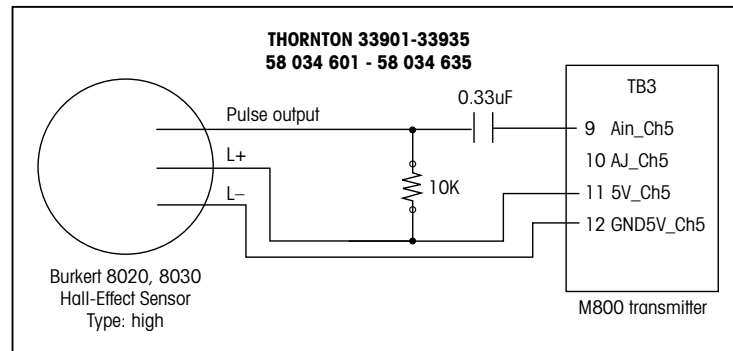 THORNTON 33901-33935
58 034 601 - 58 034 635
Pulse output
L+
L–
0.33uF
10K
TB3
9 Ain_Ch5
10 AJ_Ch5
11 5V_Ch5
12 GND5V_Ch5
Burkert 8020, 8030
Hall-Effect Sensor
Type: high
M800 transmitter